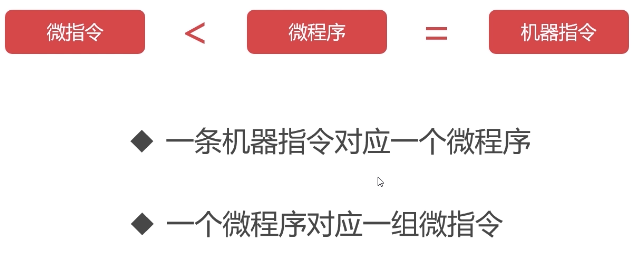 微指令 < 微程序 = 机器指令
◆ 一条机器指令对应一个微程序
◆ 一个微程序对应一组微指令